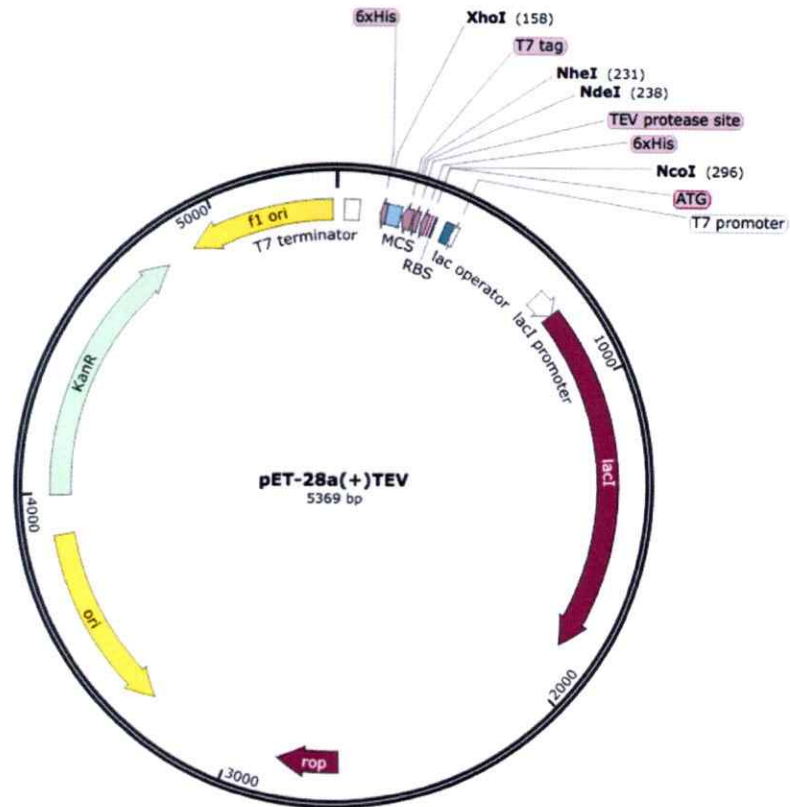 6xHis
XhoI (158)
T7 tag
NheI (231)
NdeI (238)
TEV protease site
6xHis
NcoI (296)
ATG
T7 promoter
5000
f1 ori
T7 terminator
MCS
RBS
lac operator
lacI promoter
1000
KanR
lacI
pET-28a(+)TEV
5369 bp
4000
ori
2000
rop
3000